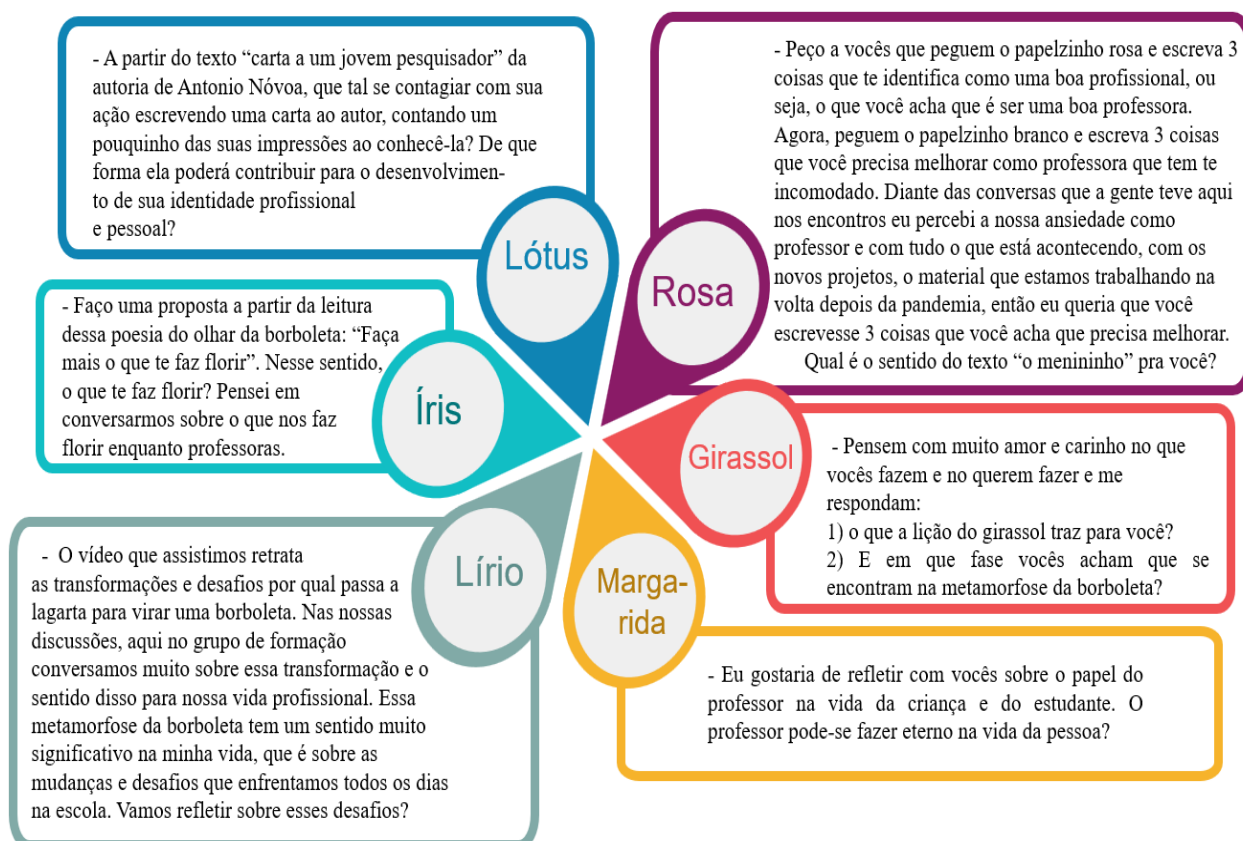 - A partir do texto “carta a um jovem pesquisador” da
autoria de Antonio Nóvoa, que tal se contagiar com sua
ação escrevendo uma carta ao autor, contando um
pouquinho das suas impressões ao conhecê-la? De que
forma ela poderá contribuir para o desenvolvimen-
to de sua identidade profissional
e pessoal?
Lótus
- Peço a vocês que peguem o papelzinho rosa e escreva 3
coisas que te identifica como uma boa profissional, ou
seja, o que você acha que é ser uma boa professora.
Agora, peguem o papelzinho branco e escreva 3 coisas
que você precisa melhorar como professora que tem te
incomodado. Diante das conversas que a gente teve aqui
nos encontros eu percebi a nossa ansiedade como
professor e com tudo o que está acontecendo, com os
novos projetos, o material que estamos trabalhando na
volta depois da pandemia, então eu queria que você
escrevesse 3 coisas que você acha que precisa melhorar.
Qual é o sentido do texto “o menininho” pra você?
Rosa
- Faço uma proposta a partir da leitura
dessa poesia do olhar da borboleta: “Faça
mais o que te faz florir”. Nesse sentido,
o que te faz florir? Pensei em
conversarmos sobre o que nos faz
florir enquanto professoras.
Íris
Girassol
- Pensem com muito amor e carinho no que
vocês fazem e no querem fazer e me
respondam:
1) o que a lição do girassol traz para você?
2) E em que fase vocês acham que se
encontram na metamorfose da borboleta?
- O vídeo que assistimos retrata
as transformações e desafios por qual passa a
lagarta para virar uma borboleta. Nas nossas
discussões, aqui no grupo de formação
conversamos muito sobre essa transformação e o
sentido disso para nossa vida profissional. Essa
metamorfose da borboleta tem um sentido muito
significativo na minha vida, que é sobre as
mudanças e desafios que enfrentamos todos os dias
na escola. Vamos refletir sobre esses desafios?
Lírio
Marga-
rida
- Eu gostaria de refletir com vocês sobre o papel do
professor na vida da criança e do estudante. O
professor pode-se fazer eterno na vida da pessoa?